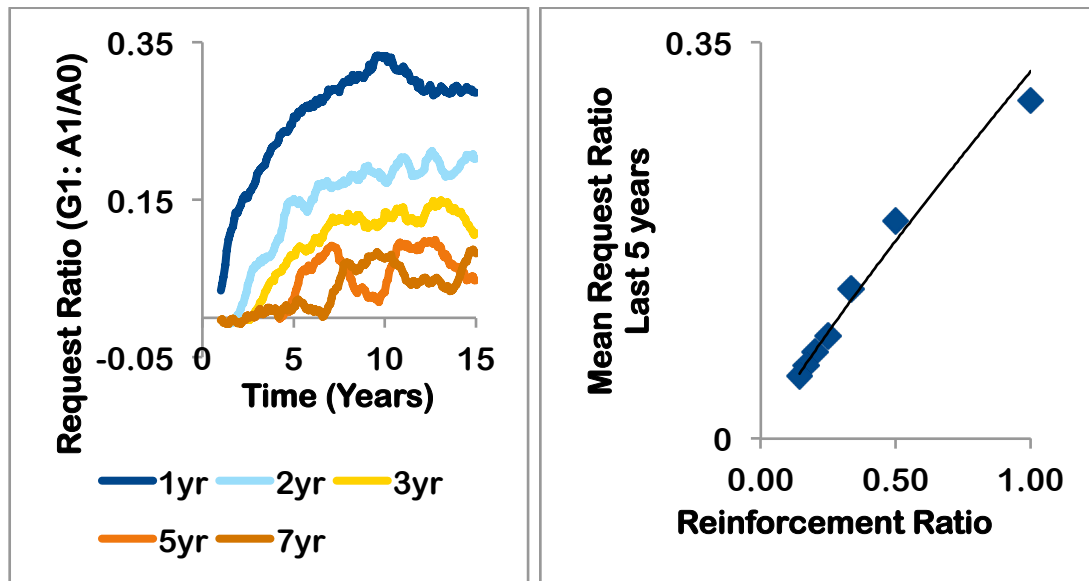 Request Ratio (G1: A1/A0)
0.35
0.15
-0.05
0
5
10
15
Time (Years)
1yr
2yr
3yr
5yr
7yr
Mean Request Ratio
Last 5 years
0.35
0
0.00
0.50
1.00
Reinforcement Ratio